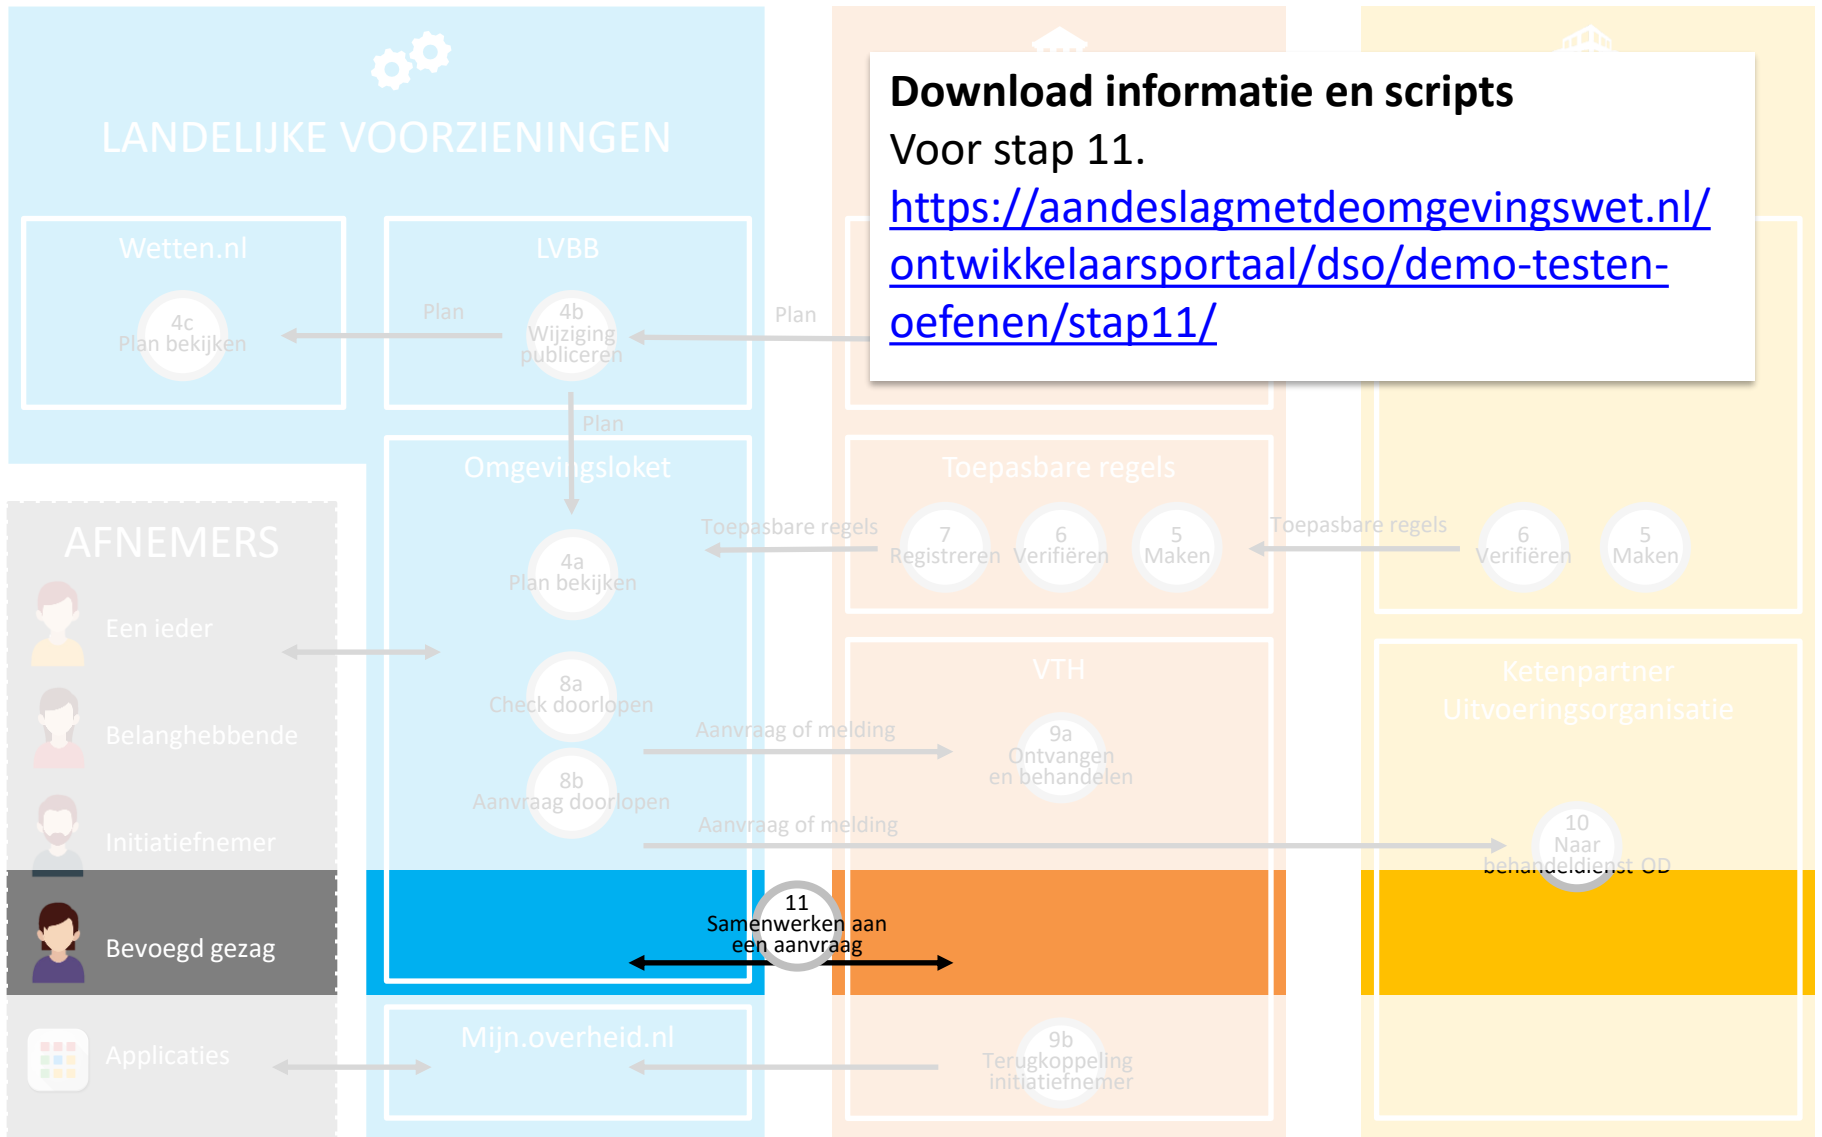 LANDELIJKE VOORZIENINGEN
Download informatie en scripts
Voor stap 11.
https://aandeslagmetdeomgevingswet.nl/
ontwikkelaarsportaal/dso/demo-testen-
oefenen/stap11/
Wetten.nl
4c
Plan bekijken
Plan
LVBB
4b
Wijziging
publiceren
Plan
Plan
Omgevingsloket
4a
Plan bekijken
8a
Check doorlopen
8b
Aanvraag doorlopen
Toepasbare regels
Toepasbare regels
7
Registreren
6
Verifiëren
5
Maken
Toepasbare regels
6
Verifiëren
5
Maken
AFNEMERS
Een ieder
Belanghebbende
Initiatiefnemer
Bevoegd gezag
Applicaties
Aanvraag of melding
Aanvraag of melding
VTH
9a
Ontvangen
en behandelen
Ketenpartner
Uitvoeringsorganisatie
10
Naar
behandeldienst OD
11
Samenwerken aan
een aanvraag
Mijn.overheid.nl
9b
Terugkoppeling
initiatiefnemer